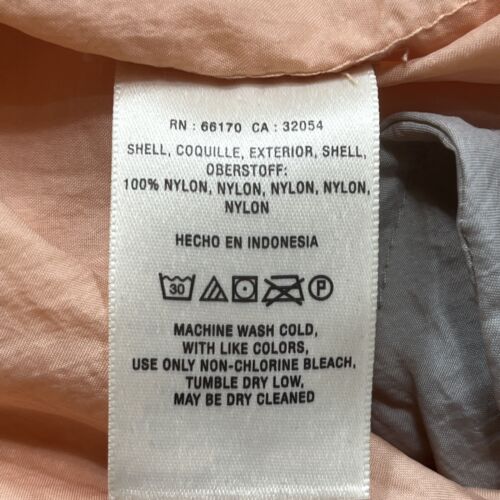 RN : 66170 CA : 32054
SHELL, COQUILLE, EXTERIOR, SHELL,
OBERSTOFF:
100% NYLON, NYLON, NYLON, NYLON,
NYLON
HECHO EN INDONESIA
30 P
MACHINE WASH COLD,
WITH LIKE COLORS,
USE ONLY NON-CHLORINE BLEACH,
TUMBLE DRY LOW,
MAY BE DRY CLEANED